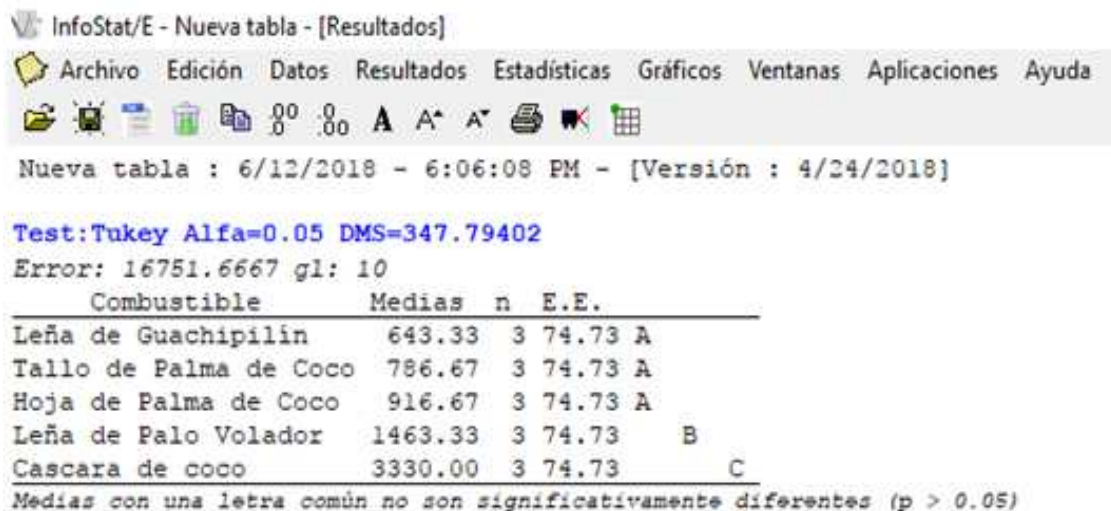 InfoStat/E - Nueva tabla - [Resultados]
Archivo Edición Datos Resultados Estadísticas Gráficos Ventanas Aplicaciones Ayuda
Nueva tabla : 6/12/2018 - 6:06:08 PM - [Versión : 4/24/2018]
Test:Tukey Alfa=0.05 DMS=347.79402
Error: 16751.6667 gl: 10
Combustible Medias n E.E.
Leña de Guachipilín 643.33 3 74.73 A
Tallo de Palma de Coco 786.67 3 74.73 A
Hoja de Palma de Coco 916.67 3 74.73 A
Leña de Palo Volador 1463.33 3 74.73 B
Cascara de coco 3330.00 3 74.73 C
Medias con una letra común no son significativamente diferentes (p > 0.05)